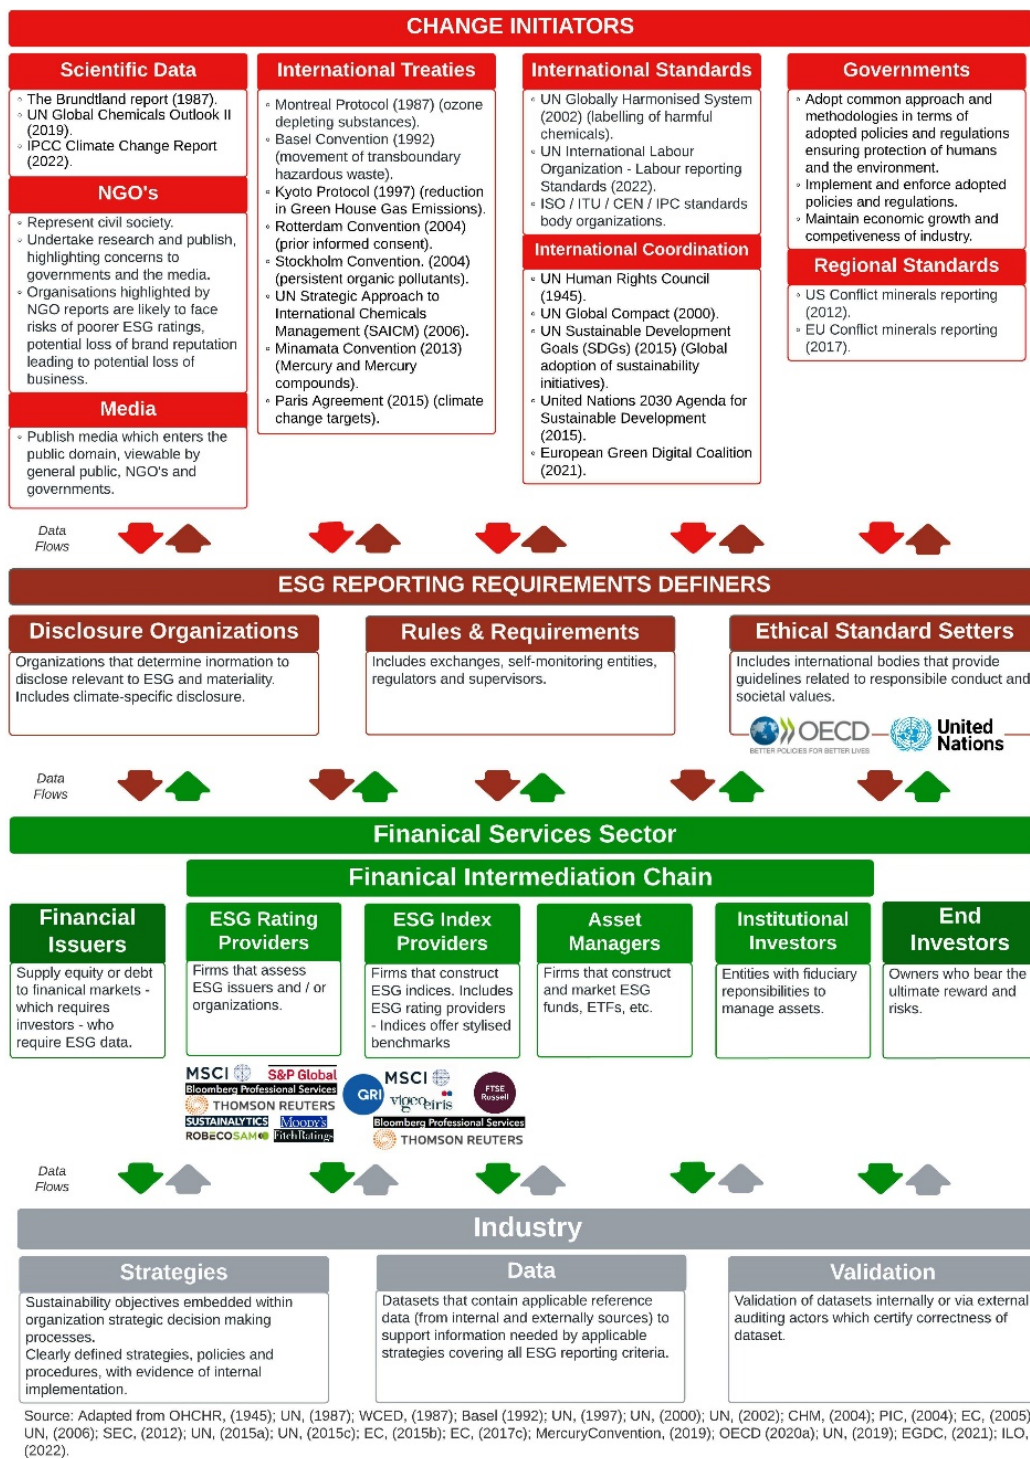 CHANGE INITIATORS
Scientific Data
◦ The Brundtland report (1987).
◦ UN Global Chemicals Outlook II
(2019).
◦ IPCC Climate Change Report
(2022).
NGO's
◦ Represent civil society.
◦ Undertake research and publish,
highlighting concerns to
governments and the media.
◦ Organisations highlighted by
NGO reports are likely to face
risks of poorer ESG ratings,
potential loss of brand reputation
leading to potential loss of
business.
Media
◦ Publish media which enters the
public domain, viewable by
general public, NGO's and
governments.
International Treaties
◦ Montreal Protocol (1987) (ozone
depleting substances).
◦ Basel Convention (1992)
(movement of transboundary
hazardous waste).
◦ Kyoto Protocol (1997) (reduction
in Green House Gas Emissions).
◦ Rotterdam Convention (2004)
(prior informed consent).
◦ Stockholm Convention. (2004)
(persistent organic pollutants).
◦ UN Strategic Approach to
International Chemicals
Management (SAICM) (2006).
◦ Minamata Convention (2013)
(Mercury and Mercury
compounds).
◦ Paris Agreement (2015) (climate
change targets).
International Standards
◦ UN Globally Harmonised System
(2002) (labelling of harmful
chemicals).
◦ UN International Labour
Organization - Labour reporting
Standards (2022).
◦ ISO / ITU / CEN / IPC standards
body organizations.
International Coordination
◦ UN Human Rights Council
(1945).
◦ UN Global Compact (2000).
◦ UN Sustainable Development
Goals (SDGs) (2015) (Global
adoption of sustainability
initiatives).
◦ United Nations 2030 Agenda for
Sustainable Development
(2015).
◦ European Green Digital Coalition
(2021).
Governments
◦ Adopt common approach and
methodologies in terms of
adopted policies and regulations
ensuring protection of humans
and the environment.
◦ Implement and enforce adopted
policies and regulations.
◦ Maintain economic growth and
competiveness of industry.
Regional Standards
◦ US Conflict minerals reporting
(2012).
◦ EU Conflict minerals reporting
(2017).
Data
Flows
ESG REPORTING REQUIREMENTS DEFINERS
Disclosure Organizations
Organizations that determine inormation to
disclose relevant to ESG and materiality.
Includes climate-specific disclosure.
Rules & Requirements
Includes exchanges, self-monitoring entities,
regulators and supervisors.
Ethical Standard Setters
Includes international bodies that provide
guidelines related to responsibile conduct and
societal values.
OECD
BETTER POLICIES FOR BETTER LIVES
United
Nations
Data
Flows
Finanical Services Sector
Finanical Intermediation Chain
Financial
Issuers
Supply equity or debt
to finanical markets -
which requires
investors - who
require ESG data.
ESG Rating
Providers
Firms that assess
ESG issuers and / or
organizations.
ESG Index
Providers
Firms that construct
ESG indices. Includes
ESG rating providers
- Indices offer stylised
benchmarks
Asset
Managers
Firms that construct
and market ESG
funds, ETFs, etc.
Institutional
Investors
Entities with fiduciary
reponsibilities to
manage assets.
End
Investors
Owners who bear the
ultimate reward and
risks.
MSCI
S&P Global
Bloomberg Professional Services
THOMSON REUTERS
SUSTAINALYTICS
Moody's
ROBECOSAM
FitchRatings
GRI
MSCI
vigeo eiris
FTSE
Russell
Bloomberg Professional Services
THOMSON REUTERS
Data
Flows
Industry
Strategies
Sustainability objectives embedded within
organization strategic decision making
processes.
Clearly defined strategies, policies and
procedures, with evidence of internal
implementation.
Data
Datasets that contain applicable reference
data (from internal and externally sources) to
support information needed by applicable
strategies covering all ESG reporting criteria.
Validation
Validation of datasets internally or via external
auditing actors which certify correctness of
dataset.
Source: Adapted from OHCHR, (1945); UN, (1987); WCED, (1987); Basel (1992); UN, (1997); UN, (2000); UN, (2002); CHM, (2004); PIC, (2004); EC, (2005)
UN, (2006); SEC, (2012); UN, (2015a); UN, (2015c); EC, (2015b); EC, (2017c); MercuryConvention, (2019); OECD (2020a); UN, (2019); EGDC, (2021); ILO,
(2022).